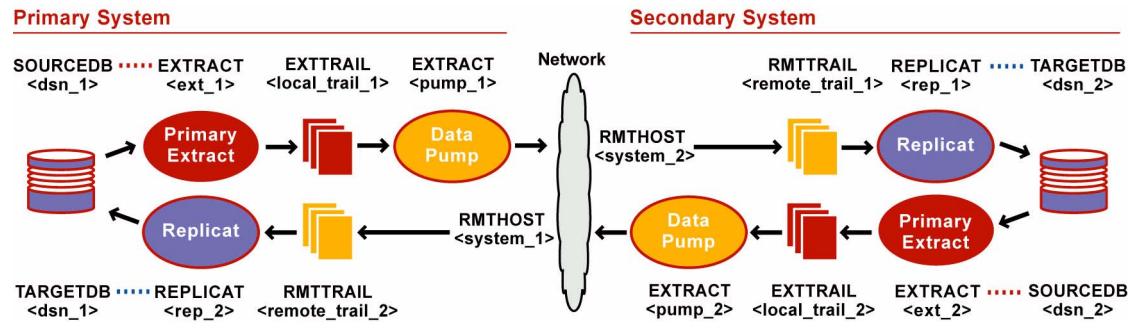 Primary System
Secondary System
SOURCEDB
<dsn_1>
EXTRACT
<ext_1>
EXTTRAIL
<local_trail_1>
EXTRACT
<pump_1>
Network
RMTTRAIL
<remote_trail_1>
REPLICAT
<rep_1>
TARGETDB
<dsn_2>
Primary
Extract
Data
Pump
RMTHOST
<system_2>
Replicat
Replicat
RMTHOST
<system_1>
Data
Pump
Primary
Extract
TARGETDB
<dsn_1>
REPLICAT
<rep_2>
RMTTRAIL
<remote_trail_2>
EXTRACT
<pump_2>
EXTTRAIL
<local_trail_2>
EXTRACT
<ext_2>
SOURCEDB
<dsn_2>